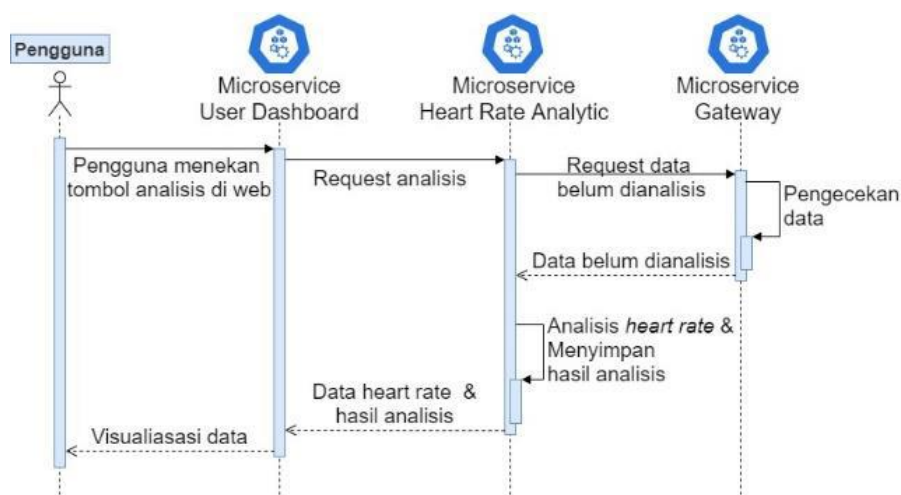 Pengguna
Microservice
User Dashboard
Microservice
Heart Rate Analytic
Microservice
Gateway
Pengguna menekan
tombol analisis di web
Request analisis
Request data
belum dianalisis
Pengecekan
data
Data belum dianalisis
Analisis heart rate &
Menyimpan
hasil analisis
Data heart rate &
hasil analisis
Visualiasasi data